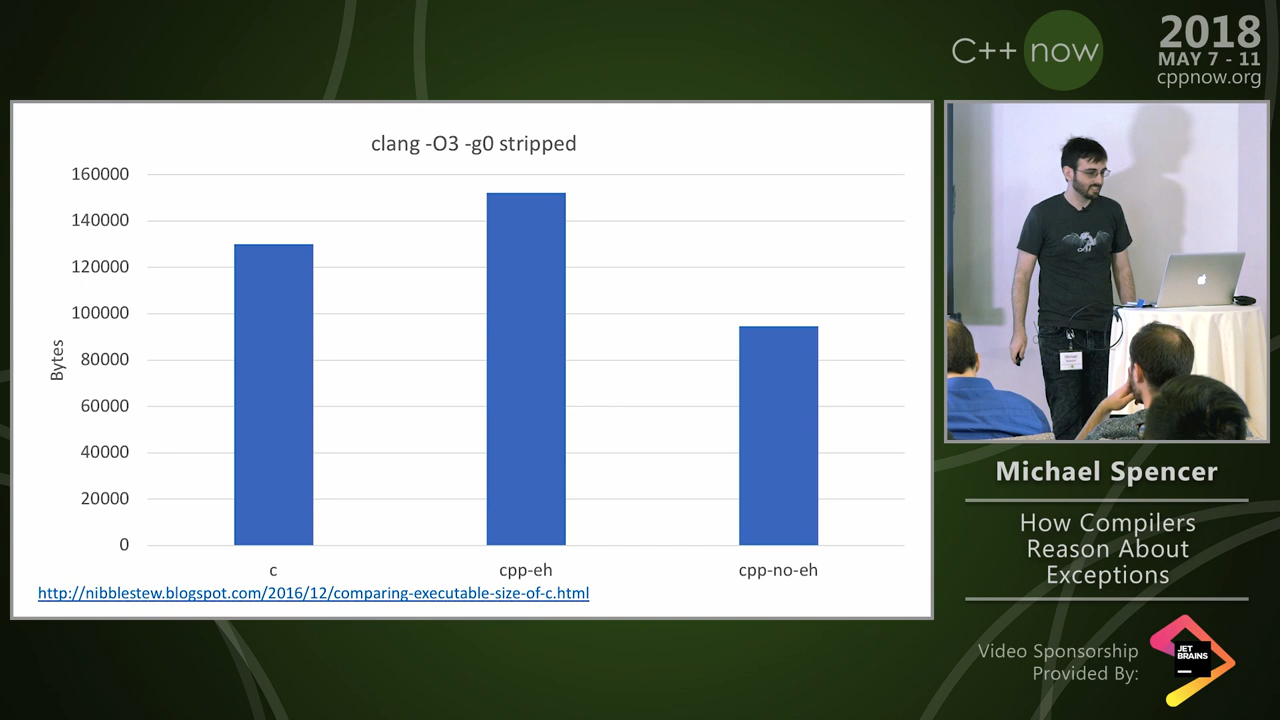 C++ now
2018
MAY 7 - 11
cppnow.org
clang -O3 -g0 stripped
160000
140000
120000
100000
80000
60000
40000
20000
0
Bytes
c
cpp-eh
cpp-no-eh
http://nibblestew.blogspot.com/2016/12/comparing-executable-size-of-c.html
Michael Spencer
How Compilers
Reason About
Exceptions
Video Sponsorship
Provided By:
JET
BRAINS